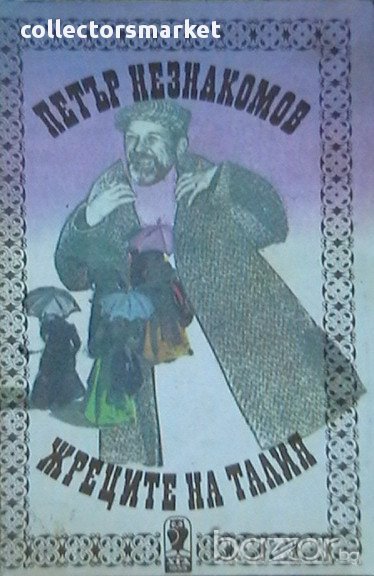 collectorsmarket
ПЕТЪР НЕЗНАКОМОВ
ЖРЕЦИТЕ НА ТАЛИЯ
bazar.bg